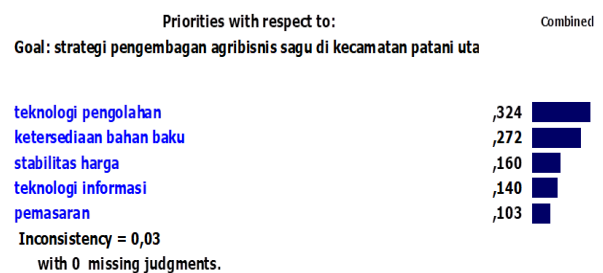 Priorities with respect to: Combined
Goal: strategi pengembagan agribisnis sagu di kecamatan patani uta
teknologi pengolahan ,324
ketersediaan bahan baku ,272
stabilitas harga ,160
teknologi informasi ,140
pemasaran ,103
Inconsistency = 0,03
with 0 missing judgments.